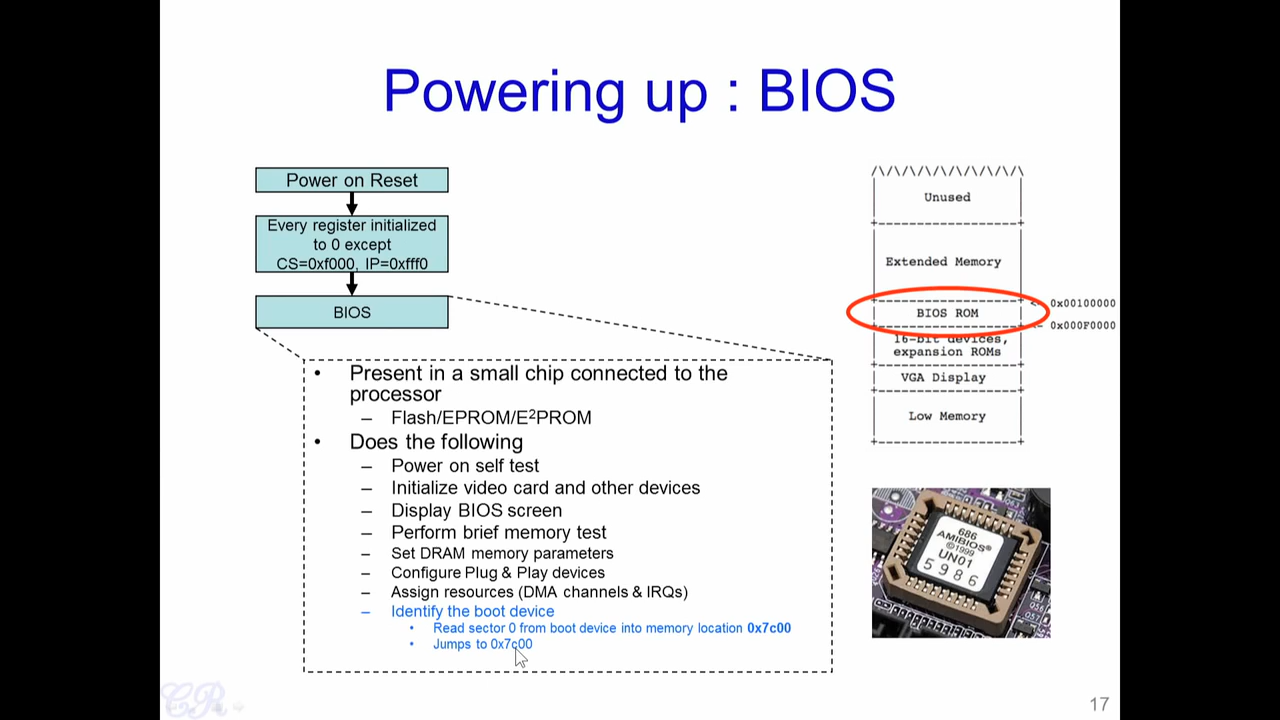 Powering up : BIOS
Power on Reset
Every register initialized
to 0 except
CS=0xf000, IP=0xfff0
BIOS
• Present in a small chip connected to the
processor
– Flash/EPROM/E²PROM
• Does the following
– Power on self test
– Initialize video card and other devices
– Display BIOS screen
– Perform brief memory test
– Set DRAM memory parameters
– Configure Plug & Play devices
– Assign resources (DMA channels & IRQs)
– Identify the boot device
• Read sector 0 from boot device into memory location 0x7c00
• Jumps to 0x7c00
/\/\/\/\/\/\/\/\/\/\
Unused
Extended Memory
<- 0x00100000
BIOS ROM
<- 0x000F0000
16-bit devices,
expansion ROMs
VGA Display
Low Memory
686
AMIBIOS®
©1999
UN01
5986
CR
17